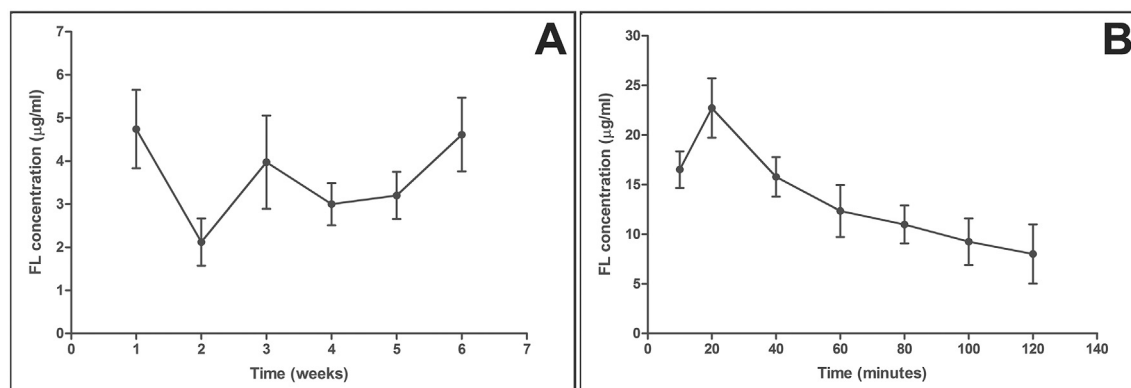 A
FL concentration (μg/ml)
7
6
5
4
3
2
1
0
0 1 2 3 4 5 6 7
Time (weeks)
B
FL concentration (μg/ml)
30
25
20
15
10
5
0
0 20 40 60 80 100 120 140
Time (minutes)